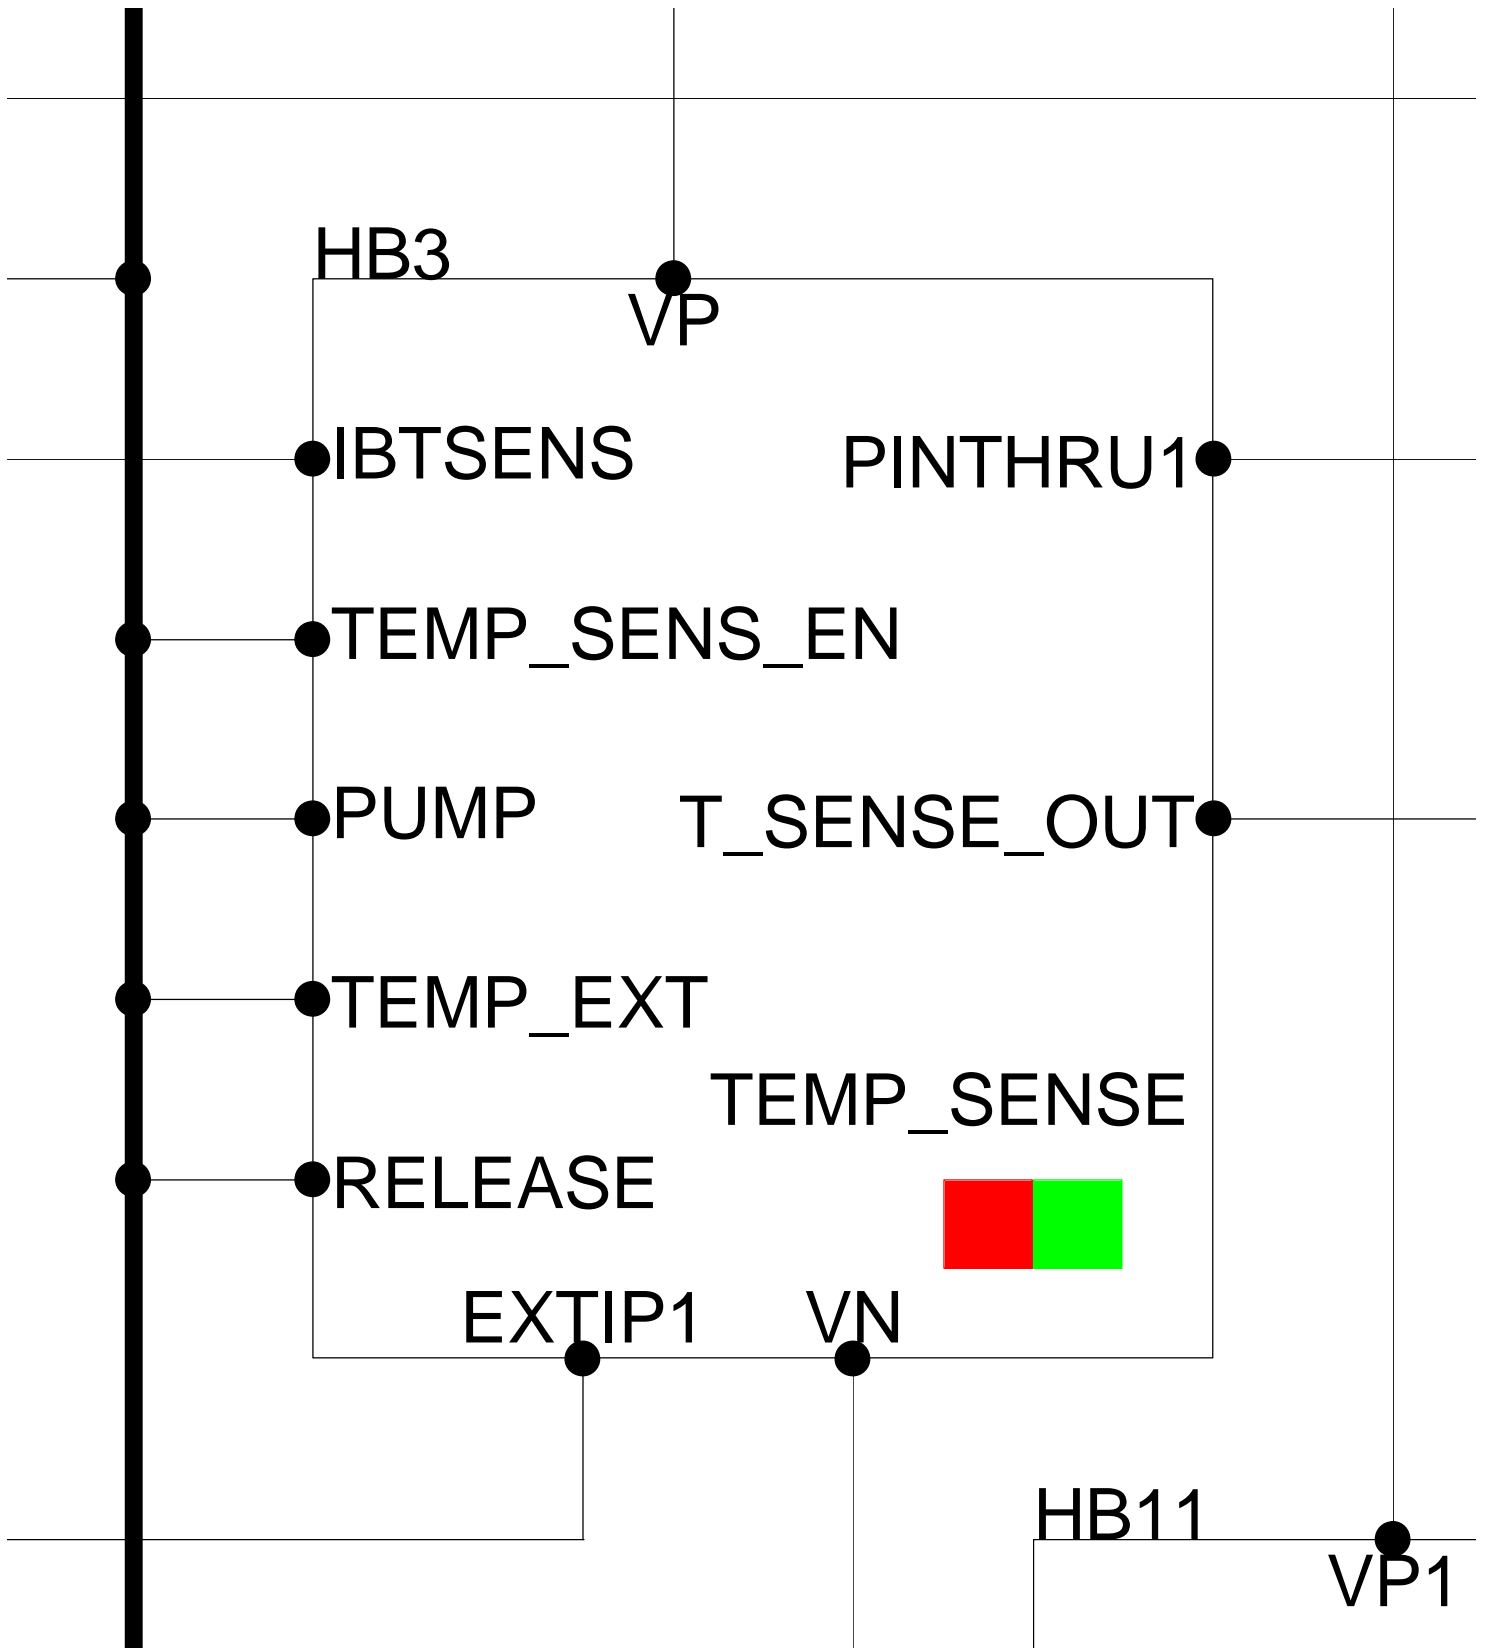 HB3
VP
IBTSENS
PINTHRU1
TEMP_SENS_EN
PUMP
T_SENSE_OUT
TEMP_EXT
TEMP_SENSE
RELEASE
EXTIP1
VN
HB11
VP1